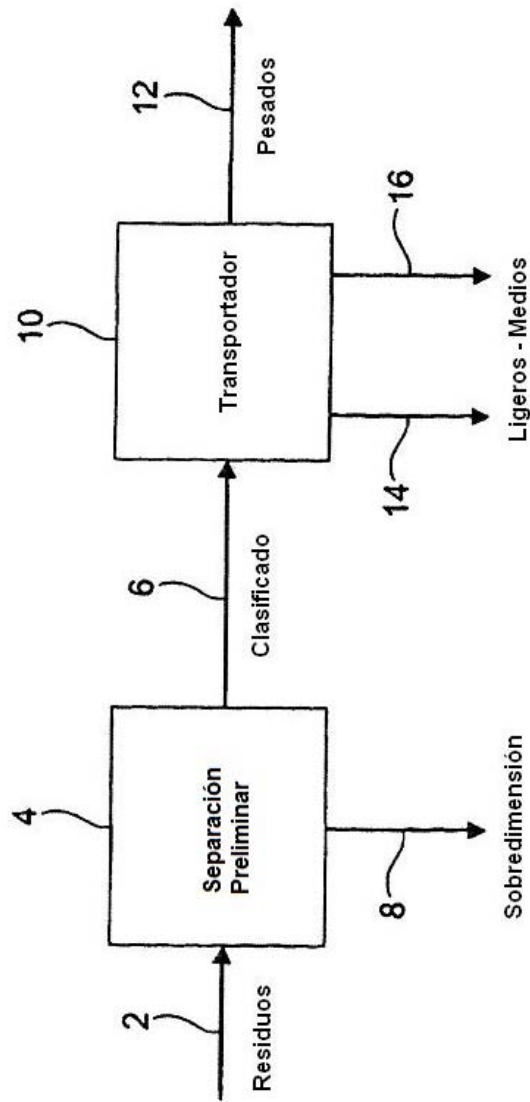 2
Residuos
4
Separación
Preliminar
8
Sobredimensión
6
Clasificado
10
Transportador
12
Pesados
14
16
Ligeros - Medios